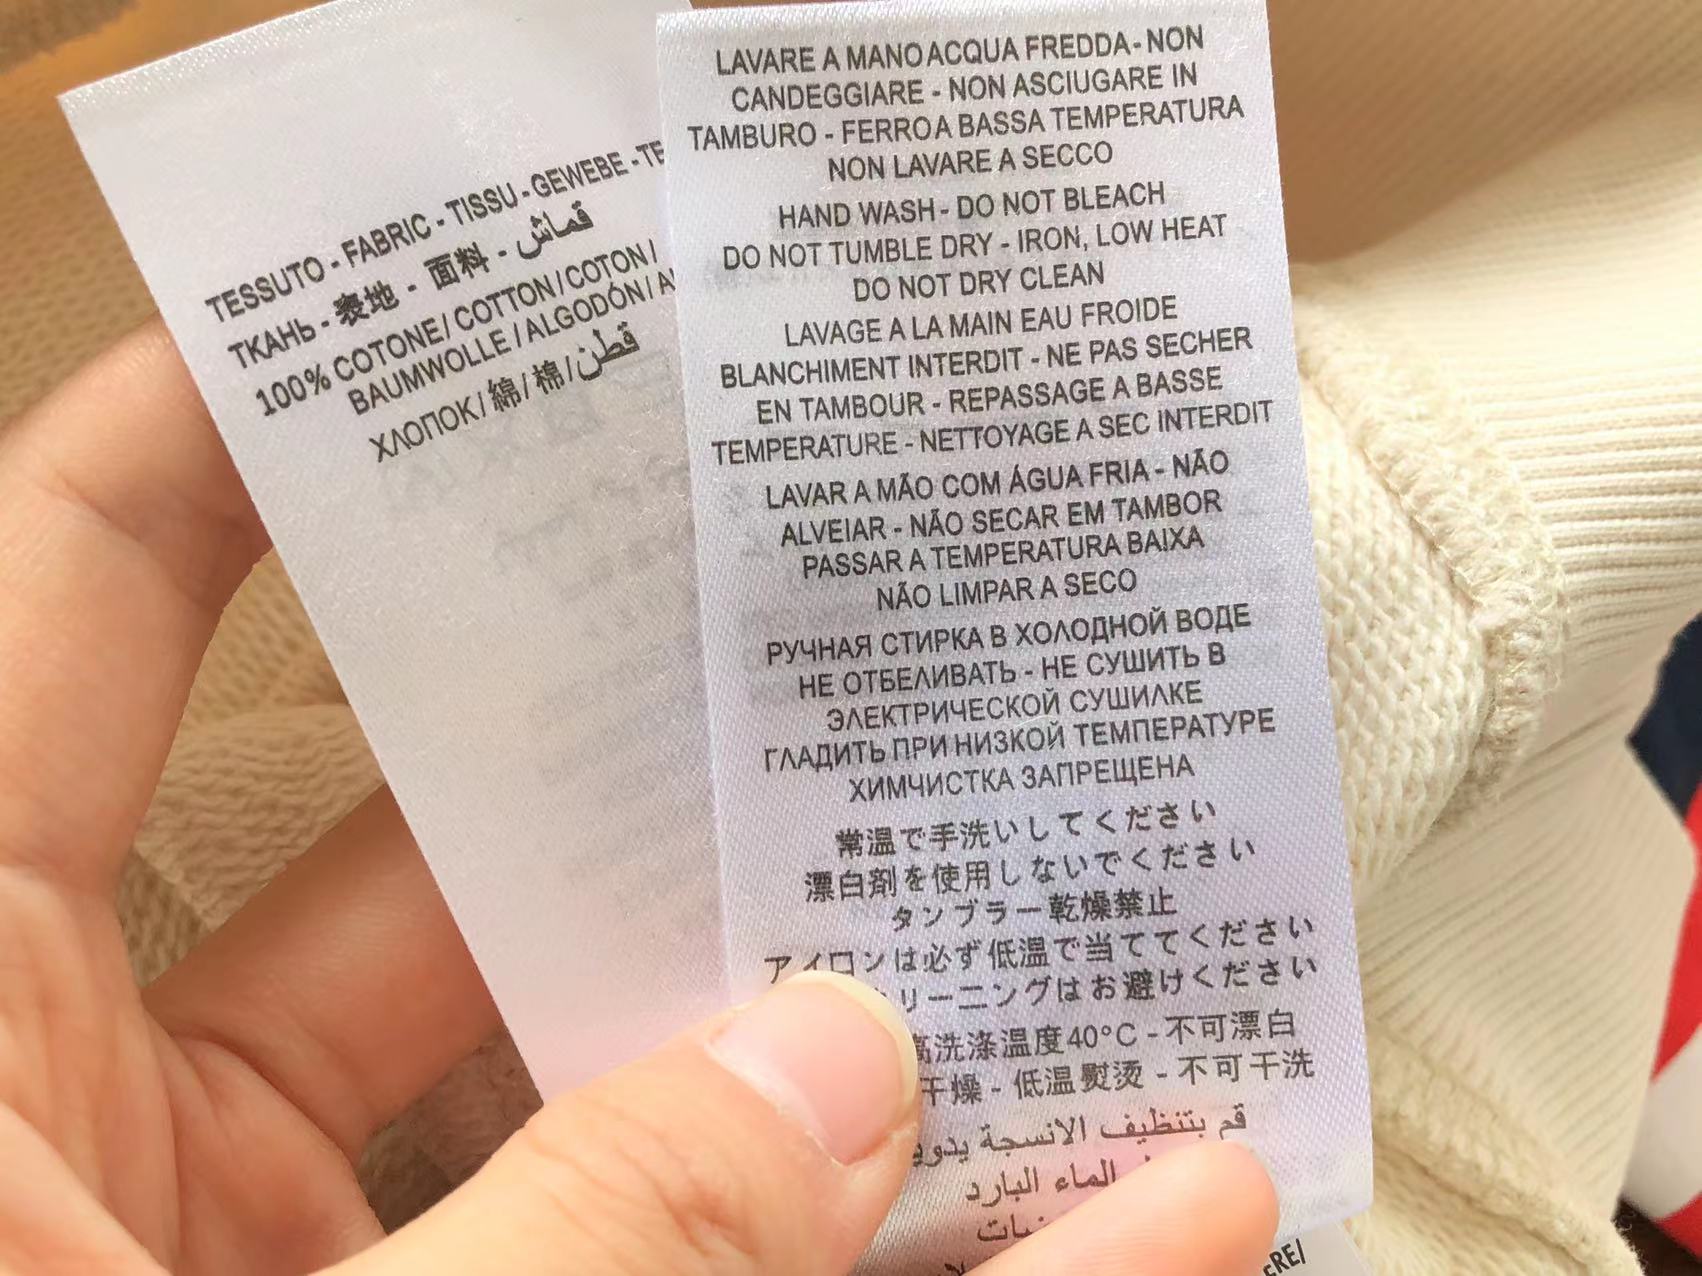 TESSUTO - FABRIC - TISSU - GEWEBE - TE
ТКАНЬ - 表地 - 面料 - قماش
100% COTONE / COTTON / COTON /
BAUMWOLLE / ALGODÓN / A
ХЛОПОК / 綿 / 棉 / قطن
LAVARE A MANO ACQUA FREDDA - NON
CANDEGGIARE - NON ASCIUGARE IN
TAMBURO - FERRO A BASSA TEMPERATURA
NON LAVARE A SECCO
HAND WASH - DO NOT BLEACH
DO NOT TUMBLE DRY - IRON, LOW HEAT
DO NOT DRY CLEAN
LAVAGE A LA MAIN EAU FROIDE
BLANCHIMENT INTERDIT - NE PAS SECHER
EN TAMBOUR - REPASSAGE A BASSE
TEMPERATURE - NETTOYAGE A SEC INTERDIT
LAVAR A MÃO COM ÁGUA FRIA - NÃO
ALVEIAR - NÃO SECAR EM TAMBOR
PASSAR A TEMPERATURA BAIXA
NÃO LIMPAR A SECO
РУЧНАЯ СТИРКА В ХОЛОДНОЙ ВОДЕ
НЕ ОТБЕЛИВАТЬ - НЕ СУШИТЬ В
ЭЛЕКТРИЧЕСКОЙ СУШИЛКЕ
ГЛАДИТЬ ПРИ НИЗКОЙ ТЕМПЕРАТУРЕ
ХИМЧИСТКА ЗАПРЕЩЕНА
常温で手洗いしてください
漂白剤を使用しないでください
タンブラー乾燥禁止
アイロンは必ず低温で当ててください
リーニングはお避けください
高洗涤温度40°C - 不可漂白
干燥 - 低温熨烫 - 不可干洗
قم بتنظيف الانسجة يدوي
الماء البارد
ERE/